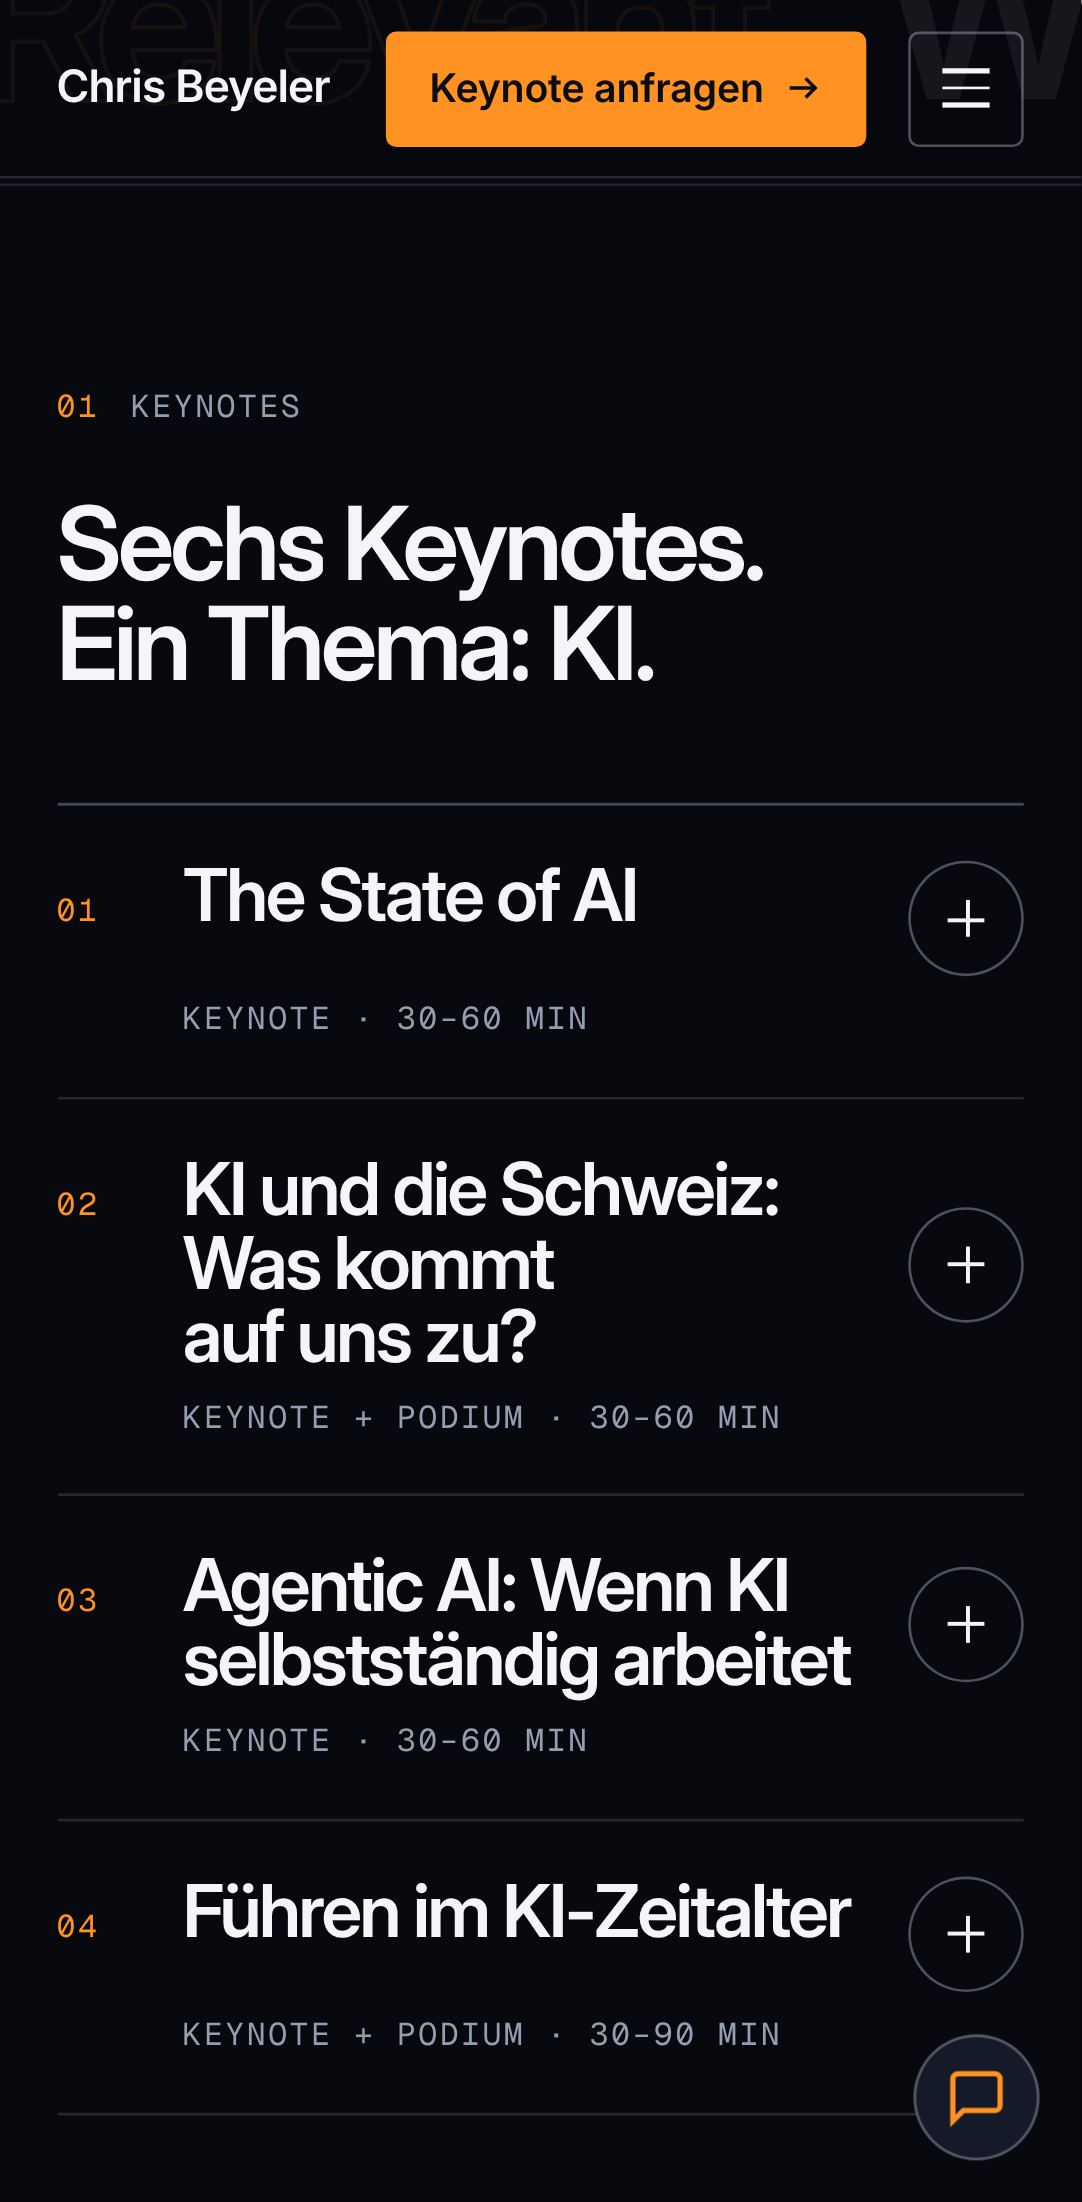 Relevant W
Chris Beyeler
Keynote anfragen →
01 KEYNOTES
Sechs Keynotes.
Ein Thema: KI.
01
The State of AI
KEYNOTE · 30–60 MIN
02
KI und die Schweiz:
Was kommt
auf uns zu?
KEYNOTE + PODIUM · 30–60 MIN
03
Agentic AI: Wenn KI
selbstständig arbeitet
KEYNOTE · 30–60 MIN
04
Führen im KI-Zeitalter
KEYNOTE + PODIUM · 30–90 MIN